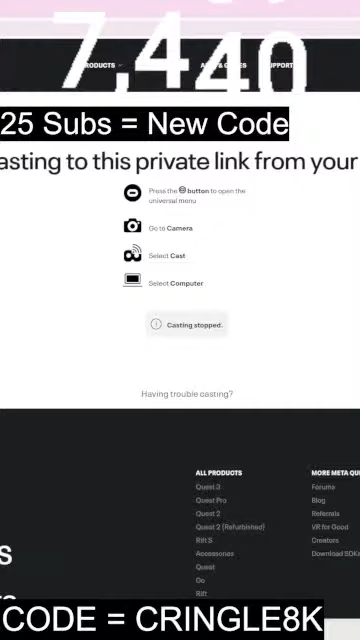 7,440
PRODUCTS
SUPPORT
25 Subs = New Code
asting to this private link from your
Press the button to open the
universal menu
Go to Camera
Select Cast
Select Computer
Casting stopped.
Having trouble casting?
ALL PRODUCTS
Quest 3
Quest Pro
Quest 2
Quest 2 (Refurbished)
Rift S
Accessories
Quest
Go
Rift
MORE META QU
Forums
Blog
Referrals
VR for Good
Creators
Download SDKs
S
CODE = CRINGLE8K